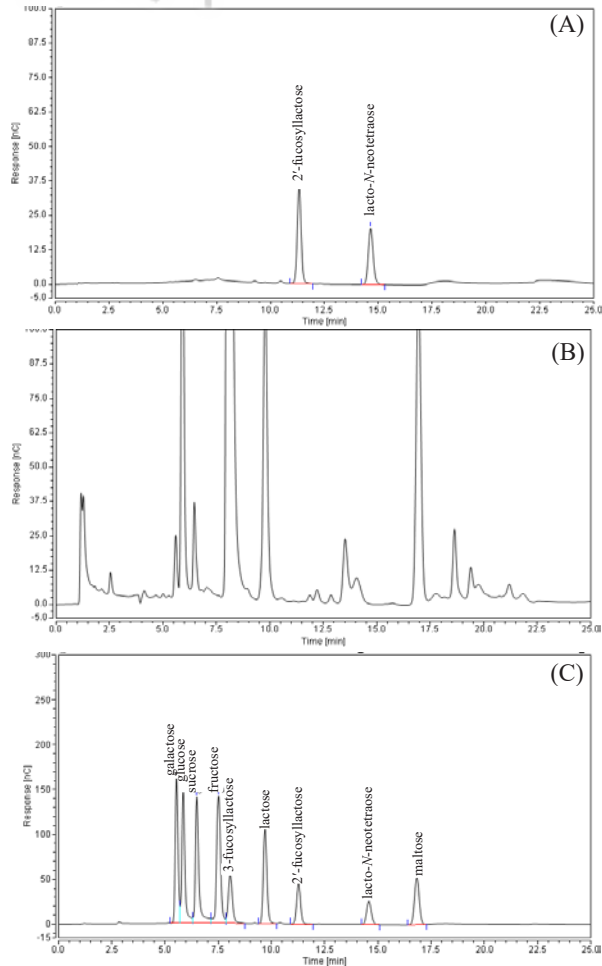 (A)
100.0
87.5
75.0
62.5
50.0
37.5
25.0
12.5
0.0
-5.0
Response [nC]
2′-fucosyllactose
lacto-N-neotetraose
0.0 2.5 5.0 7.5 10.0 12.5 15.0 17.5 20.0 22.5 25.0
Time [min]
(B)
100.0
87.5
75.0
62.5
50.0
37.5
25.0
12.5
0.0
-5.0
Response [nC]
0.0 2.5 5.0 7.5 10.0 12.5 15.0 17.5 20.0 22.5 25.0
Time [min]
(C)
300
250
200
150
100
50
0
-15
Response [nC]
galactose
glucose
sucrose
fructose
3-fucosyllactose
lactose
2′-fucosyllactose
lacto-N-neotetraose
maltose
0.0 2.5 5.0 7.5 10.0 12.5 15.0 17.5 20.0 22.5 25.0
Time [min]